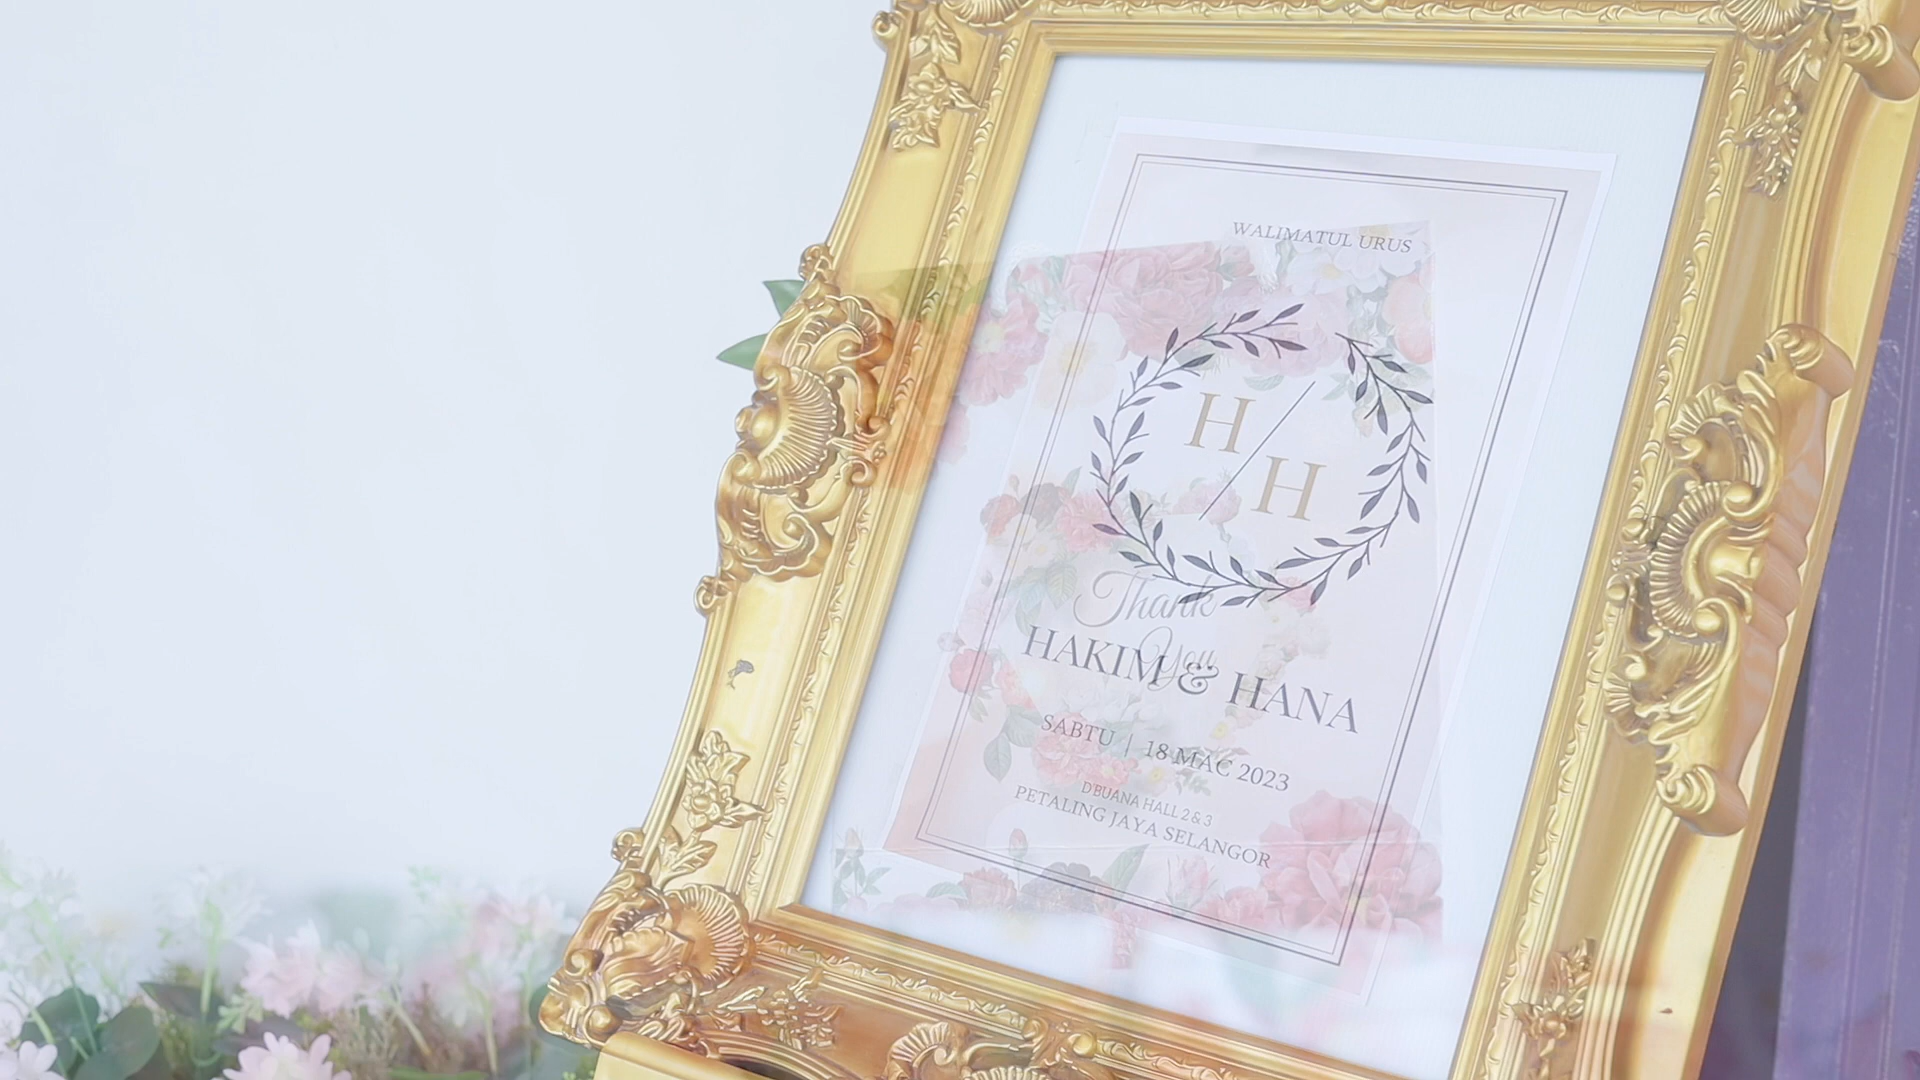 WALIMATUL URUS
H
H
Thank
You
HAKIM & HANA
SABTU | 18 MAC 2023
D'BUANA HALL 2 & 3
PETALING JAYA SELANGOR